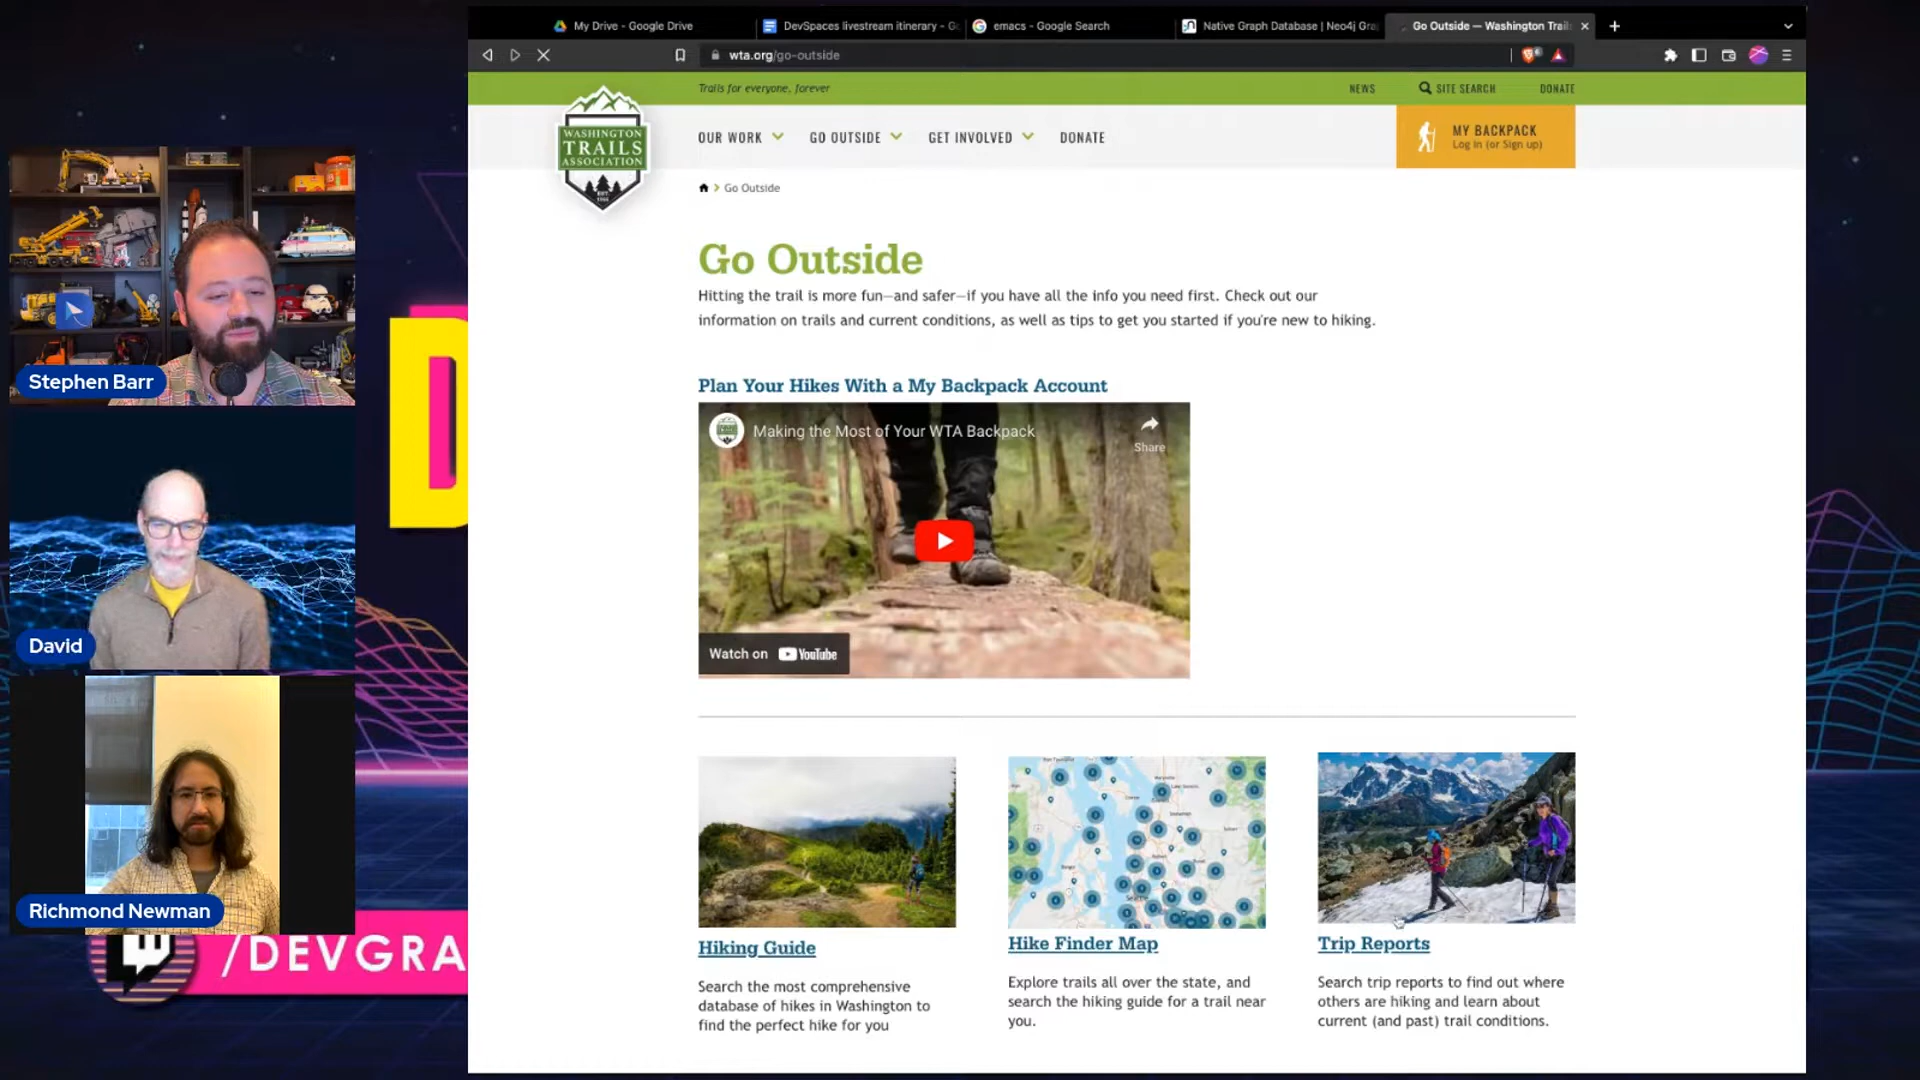 My Drive - Google Drive
DevSpaces livestream itinerary - G
emacs - Google Search
Native Graph Database | Neo4j Gra
Go Outside — Washington Trail
wta.org/go-outside
Trails for everyone, forever
NEWS
SITE SEARCH
DONATE
WASHINGTON
TRAILS
ASSOCIATION
OUR WORK
GO OUTSIDE
GET INVOLVED
DONATE
MY BACKPACK
Log In (or Sign up)
Go Outside
Go Outside
Hitting the trail is more fun—and safer—if you have all the info you need first. Check out our
information on trails and current conditions, as well as tips to get you started if you're new to hiking.
Plan Your Hikes With a My Backpack Account
Making the Most of Your WTA Backpack
Share
Watch on YouTube
Hiking Guide
Search the most comprehensive
database of hikes in Washington to
find the perfect hike for you
Hike Finder Map
Explore trails all over the state, and
search the hiking guide for a trail near
you.
Trip Reports
Search trip reports to find out where
others are hiking and learn about
current (and past) trail conditions.
Stephen Barr
David
Richmond Newman
D
/DEVGRA